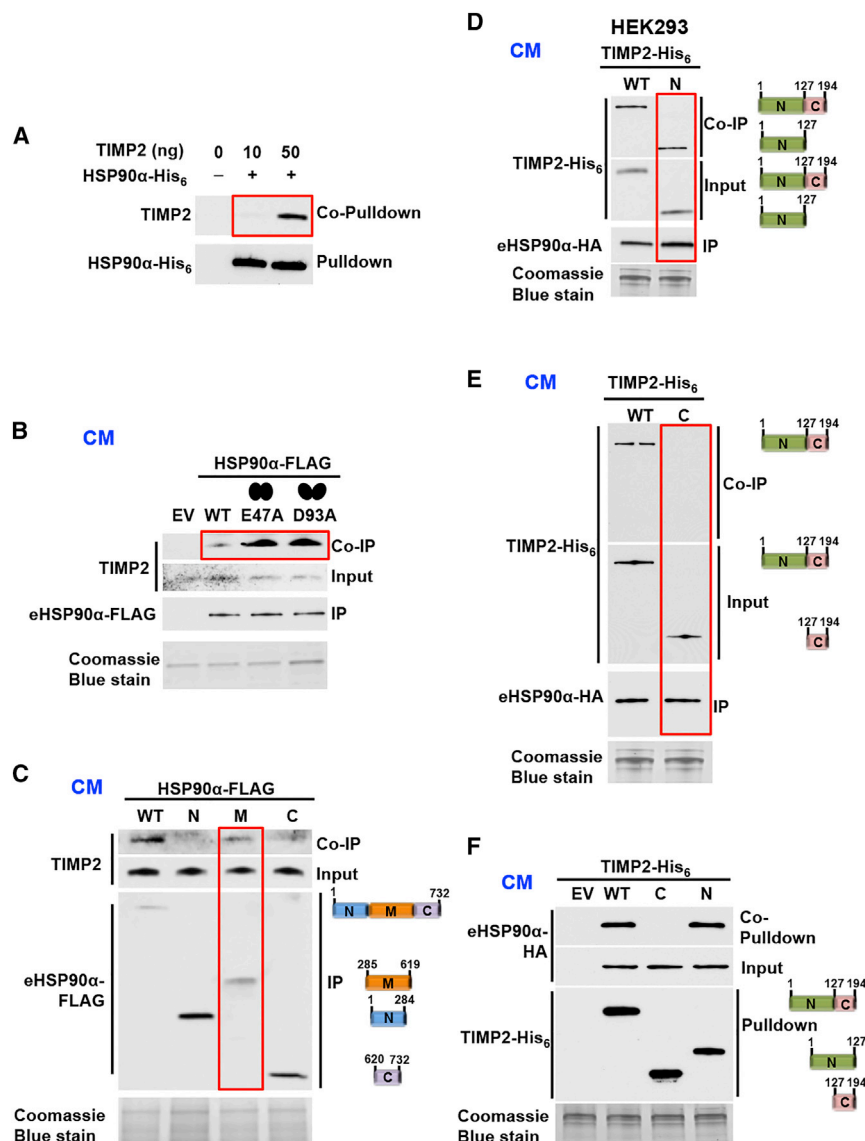 A
TIMP2 (ng) 0 10 50
HSP90α-His6 – + +
TIMP2 Co-Pulldown
HSP90α-His6 Pulldown
B
CM
HSP90α-FLAG
EV WT E47A D93A
TIMP2
Co-IP
Input
eHSP90α-FLAG IP
Coomassie
Blue stain
C
CM
HSP90α-FLAG
WT N M C
TIMP2
Co-IP
Input
eHSP90α-
FLAG
IP
1 732
N M C
285 619
M
1 284
N
620 732
C
Coomassie
Blue stain
D
CM
HEK293
TIMP2-His6
WT N
TIMP2-His6
Co-IP
Input
1 127 194
N C
1 127
N
1 127 194
N C
1 127
N
eHSP90α-HA IP
Coomassie
Blue stain
E
CM
TIMP2-His6
WT C
TIMP2-His6
Co-IP
Input
1 127 194
N C
1 127 194
N C
127 194
C
eHSP90α-HA IP
Coomassie
Blue stain
F
CM
TIMP2-His6
EV WT C N
eHSP90α-
HA
Co-
Pulldown
Input
TIMP2-His6
Pulldown
1 127 194
N C
1 127
N
127 194
C
Coomassie
Blue stain